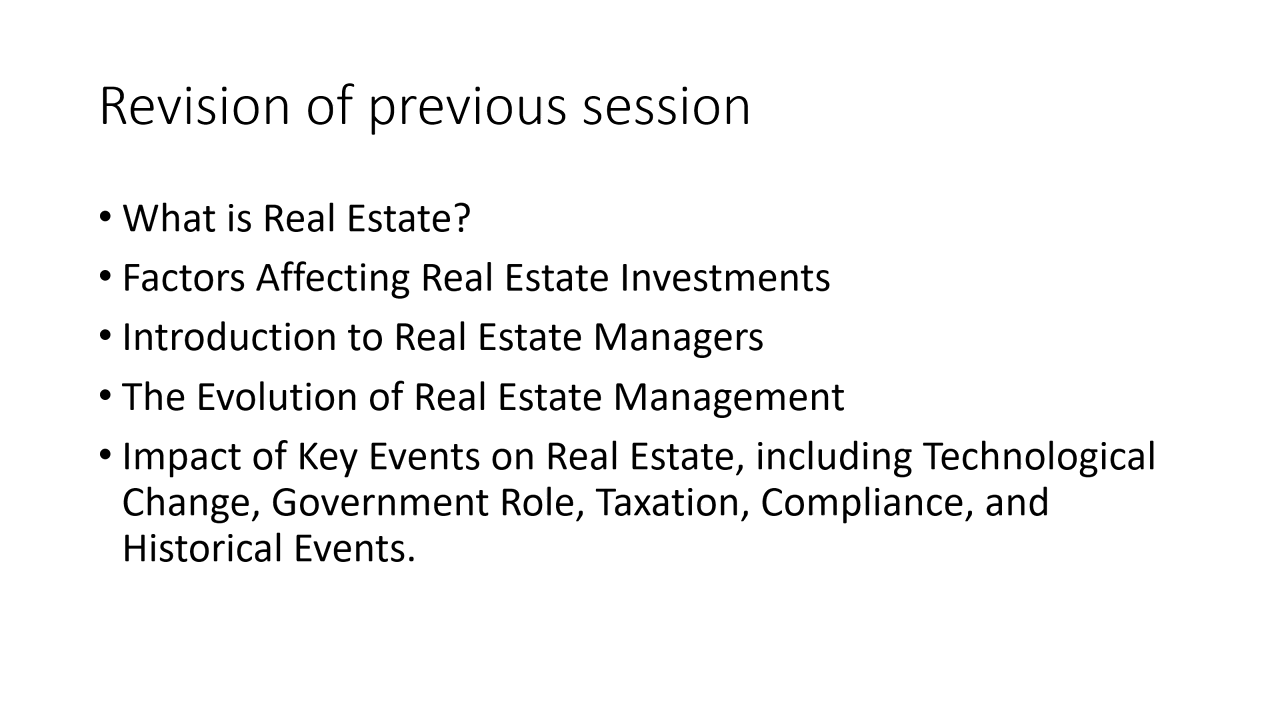 Revision of previous session
• What is Real Estate?
• Factors Affecting Real Estate Investments
• Introduction to Real Estate Managers
• The Evolution of Real Estate Management
• Impact of Key Events on Real Estate, including Technological
Change, Government Role, Taxation, Compliance, and
Historical Events.